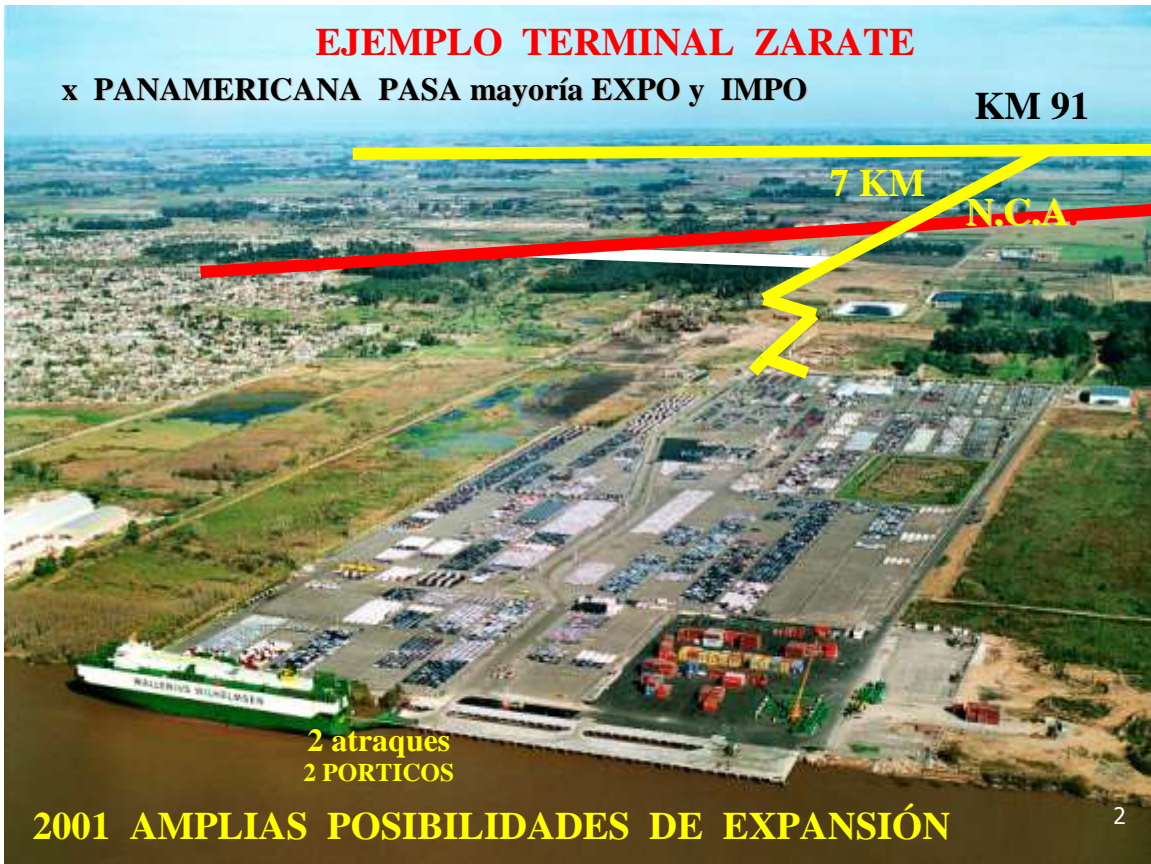 EJEMPLO TERMINAL ZARATE
x PANAMERICANA PASA mayoría EXPO y IMPO
KM 91
7 KM
N.C.A.
WALLENIUS WILHELMSEN
2 atraques
2 PORTICOS
2001 AMPLIAS POSIBILIDADES DE EXPANSIÓN
2